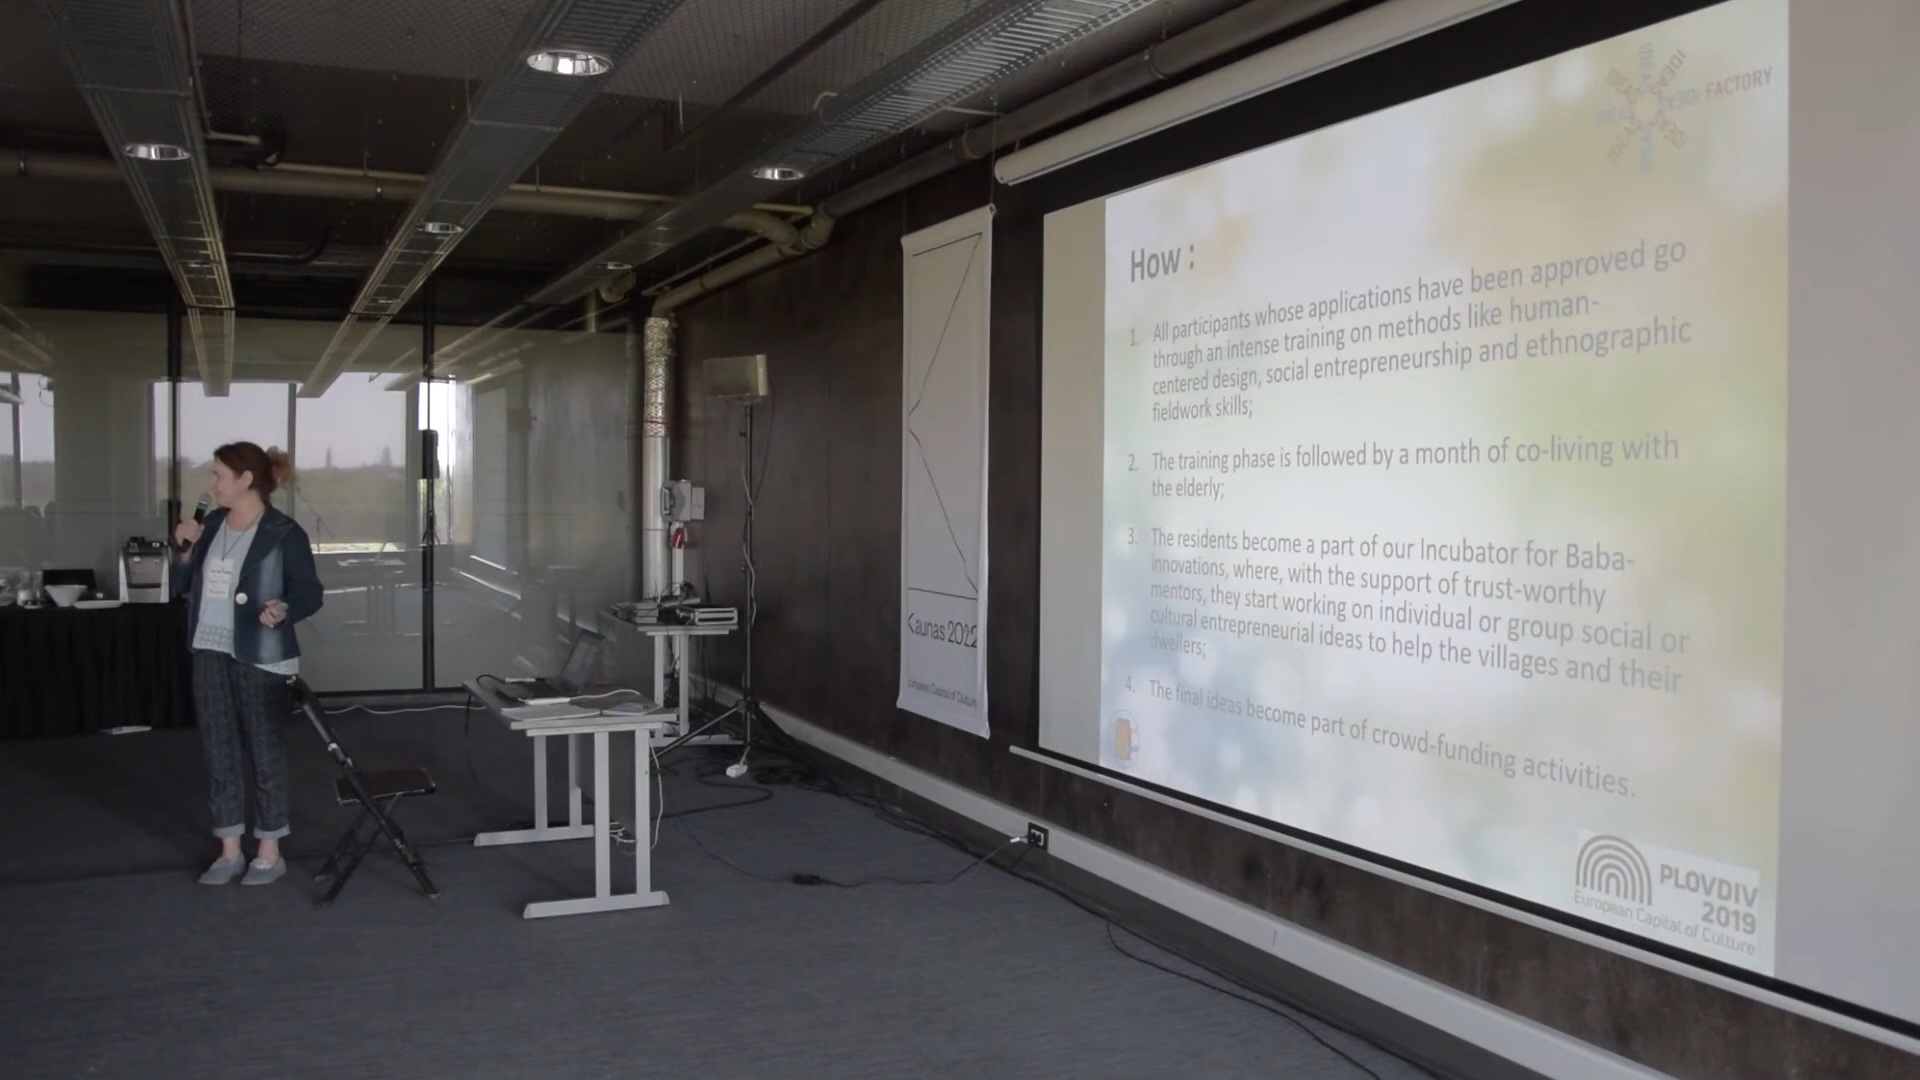 IDEAS FACTORY
How :
1. All participants whose applications have been approved go
through an intense training on methods like human-
centered design, social entrepreneurship and ethnographic
fieldwork skills;
2. The training phase is followed by a month of co-living with
the elderly;
3. The residents become a part of our Incubator for Baba-
innovations, where, with the support of trust-worthy
mentors, they start working on individual or group social or
cultural entrepreneurial ideas to help the villages and their
dwellers;
4. The final ideas become part of crowd-funding activities.
PLOVDIV
2019
European Capital of Culture
Kaunas 2022
European Capital of Culture